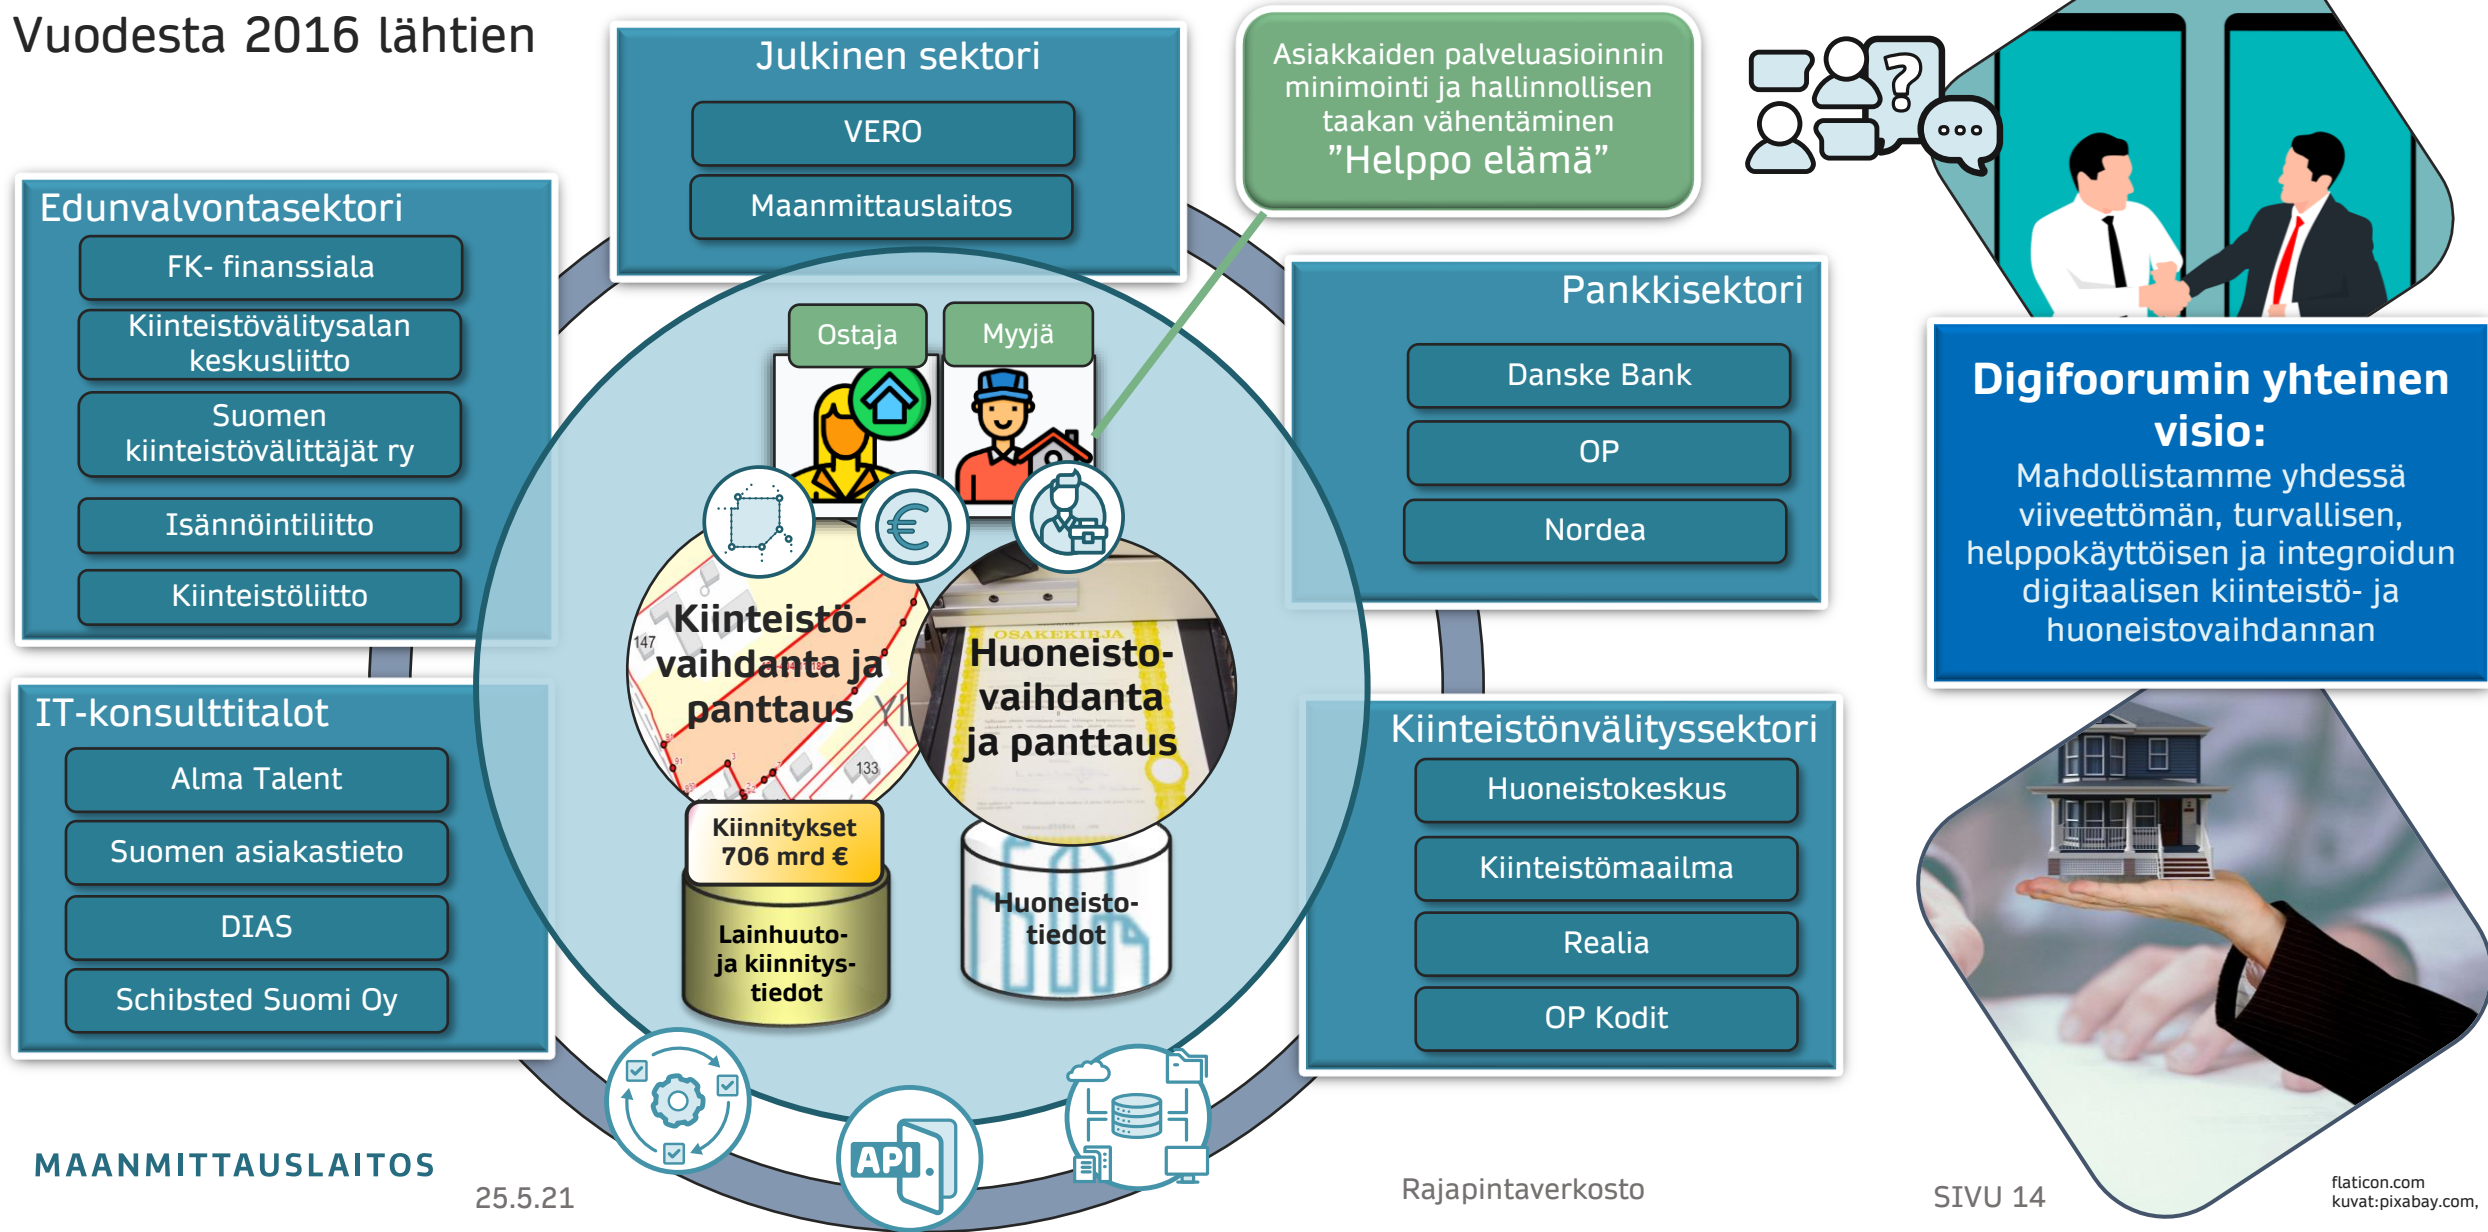 Vuodesta 2016 lähtien
Julkinen sektori
VERO
Maanmittauslaitos
Asiakkaiden palveluasioinnin
minimointi ja hallinnollisen
taakan vähentäminen
”Helppo elämä”
Edunvalvontasektori
FK- finanssiala
Kiinteistövälitysalan
keskusliitto
Suomen
kiinteistövälittäjät ry
Isännöintiliitto
Kiinteistöliitto
IT-konsulttitalot
Alma Talent
Suomen asiakastieto
DIAS
Schibsted Suomi Oy
Ostaja
Myyjä
Kiinteistö-
vaihdanta ja
panttaus
147
133
OSAKEKIRJA
Huoneisto-
vaihdanta
ja panttaus
Kiinnitykset
706 mrd €
Lainhuuto-
ja kiinnitys-
tiedot
Huoneisto-
tiedot
API
Pankkisektori
Danske Bank
OP
Nordea
Kiinteistönvälityssektori
Huoneistokeskus
Kiinteistömaailma
Realia
OP Kodit
Digifoorumin yhteinen
visio:
Mahdollistamme yhdessä
viiveettömän, turvallisen,
helppokäyttöisen ja integroidun
digitaalisen kiinteistö- ja
huoneistovaihdannan
MAANMITTAUSLAITOS
25.5.21
Rajapintaverkosto
SIVU 14
flaticon.com
kuvat:pixabay.com,